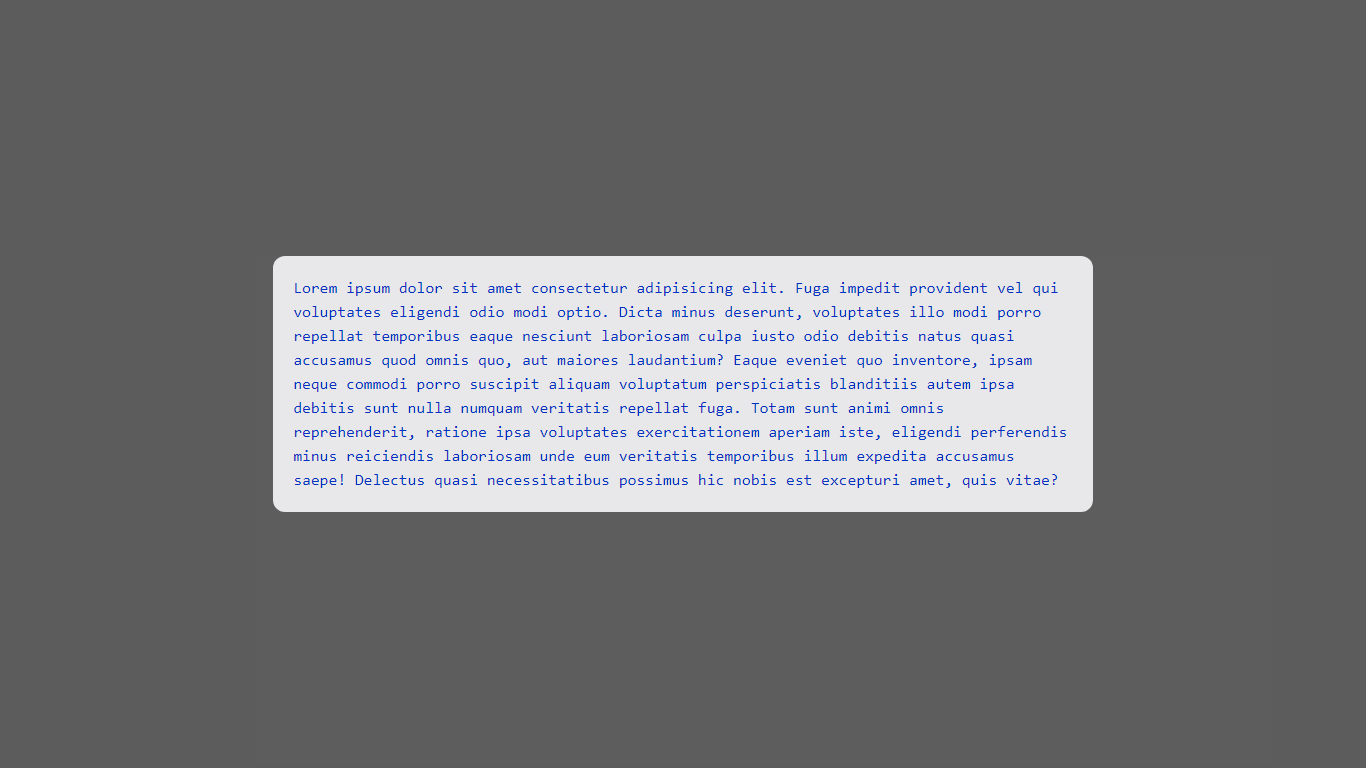 Lorem ipsum dolor sit amet consectetur adipisicing elit. Fuga impedit provident vel qui
voluptates eligendi odio modi optio. Dicta minus deserunt, voluptates illo modi porro
repellat temporibus eaque nesciunt laboriosam culpa iusto odio debitis natus quasi
accusamus quod omnis quo, aut maiores laudantium? Eaque eveniet quo inventore, ipsam
neque commodi porro suscipit aliquam voluptatum perspiciatis blanditiis autem ipsa
debitis sunt nulla numquam veritatis repellat fuga. Totam sunt animi omnis
reprehenderit, ratione ipsa voluptates exercitationem aperiam iste, eligendi perferendis
minus reiciendis laboriosam unde eum veritatis temporibus illum expedita accusamus
saepe! Delectus quasi necessitatibus possimus hic nobis est excepturi amet, quis vitae?